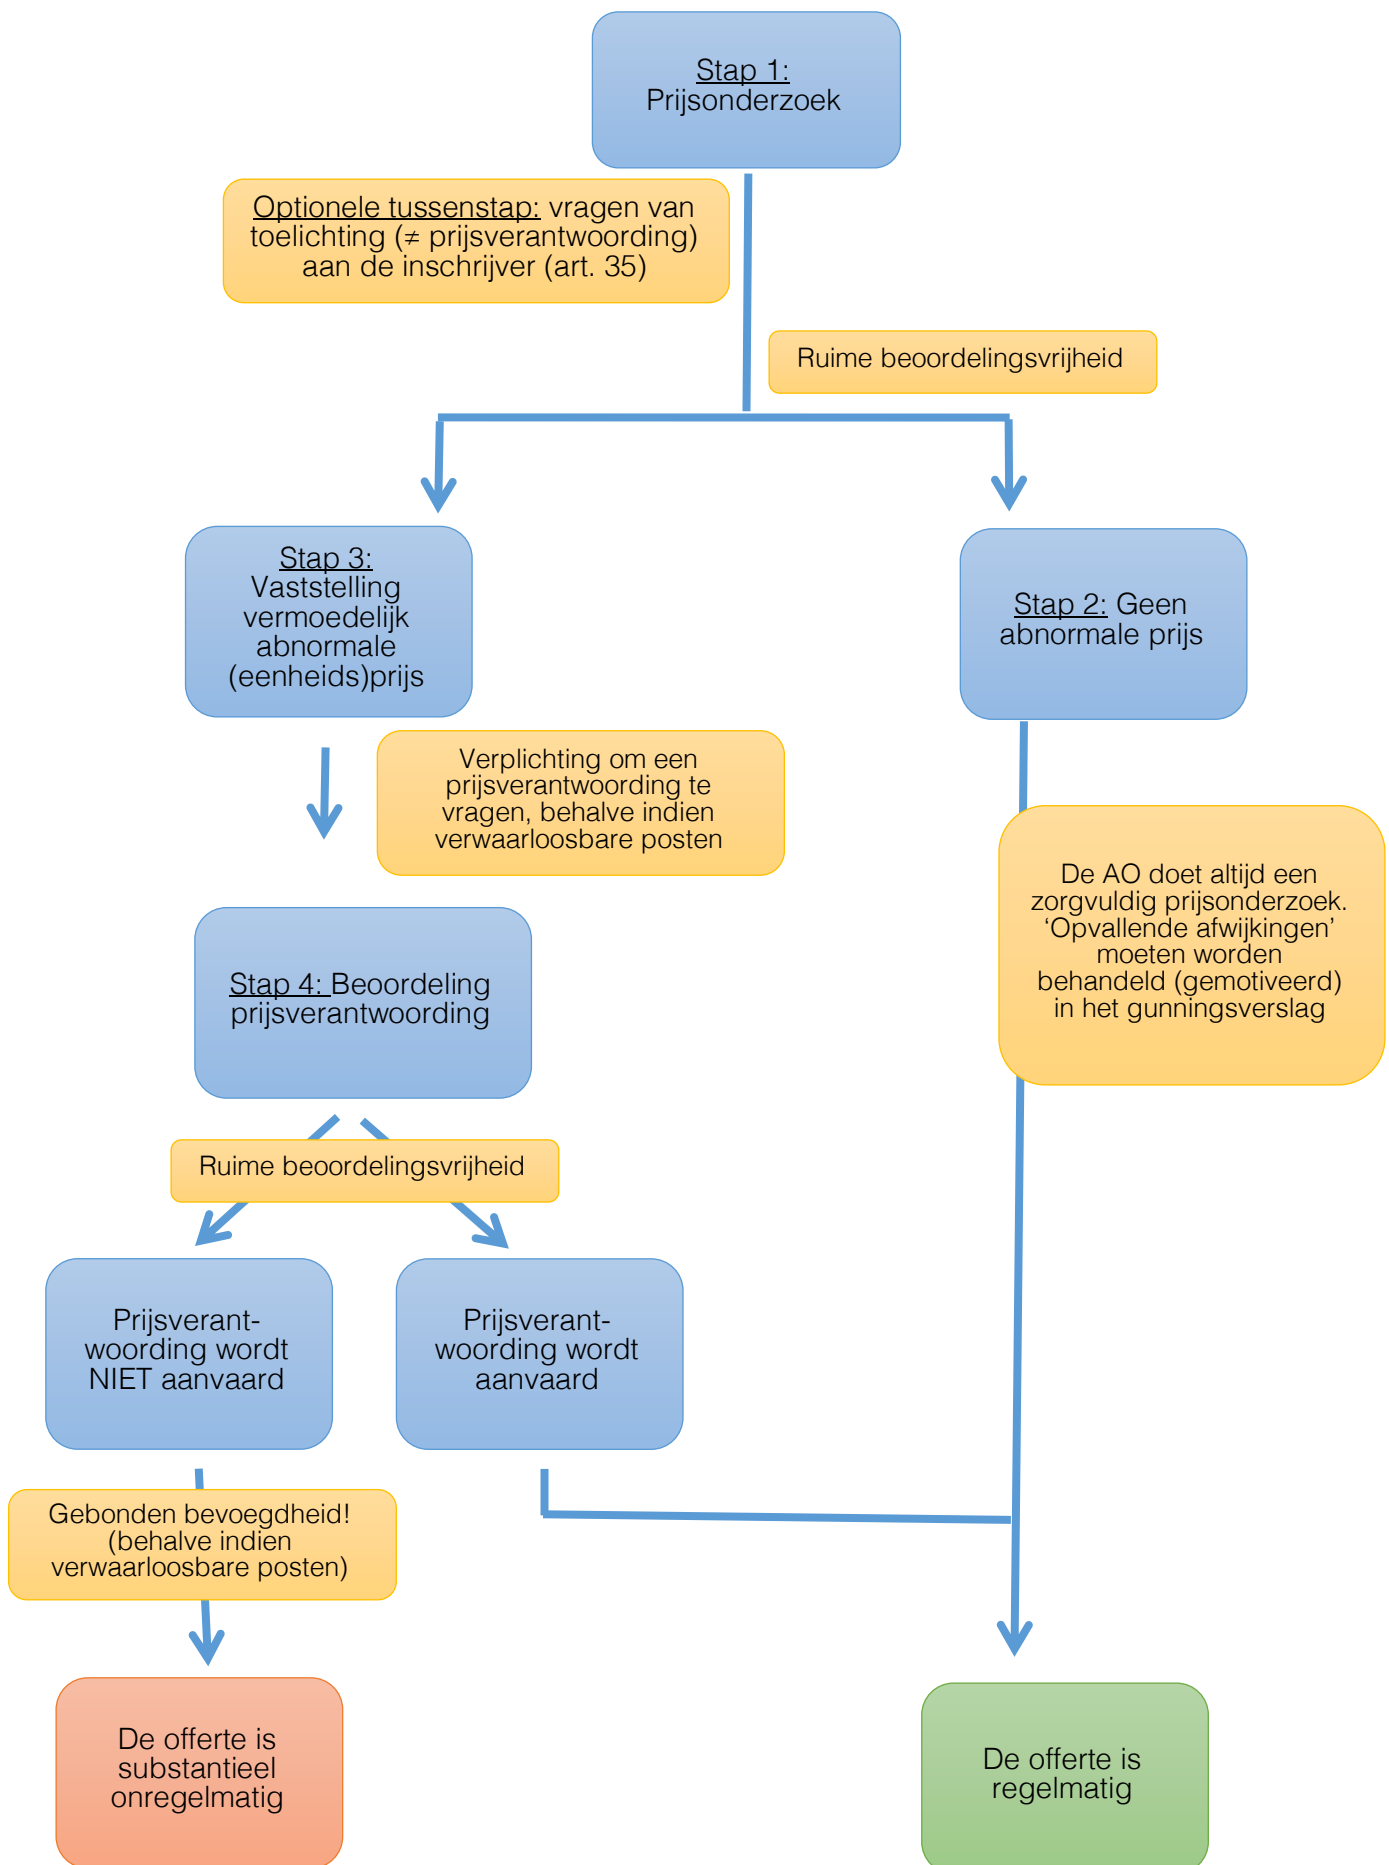 Stap 1:
Prijsonderzoek
Optionele tussenstap: vragen van
toelichting (≠ prijsverantwoording)
aan de inschrijver (art. 35)
Ruime beoordelingsvrijheid
Stap 3:
Vaststelling
vermoedelijk
abnormale
(eenheids)prijs
Stap 2: Geen
abnormale prijs
Verplichting om een
prijsverantwoording te
vragen, behalve indien
verwaarloosbare posten
De AO doet altijd een
zorgvuldig prijsonderzoek.
‘Opvallende afwijkingen’
moeten worden
behandeld (gemotiveerd)
in het gunningsverslag
Stap 4: Beoordeling
prijsverantwoording
Ruime beoordelingsvrijheid
Prijsverant-
woording wordt
NIET aanvaard
Prijsverant-
woording wordt
aanvaard
Gebonden bevoegdheid!
(behalve indien
verwaarloosbare posten)
De offerte is
substantieel
onregelmatig
De offerte is
regelmatig